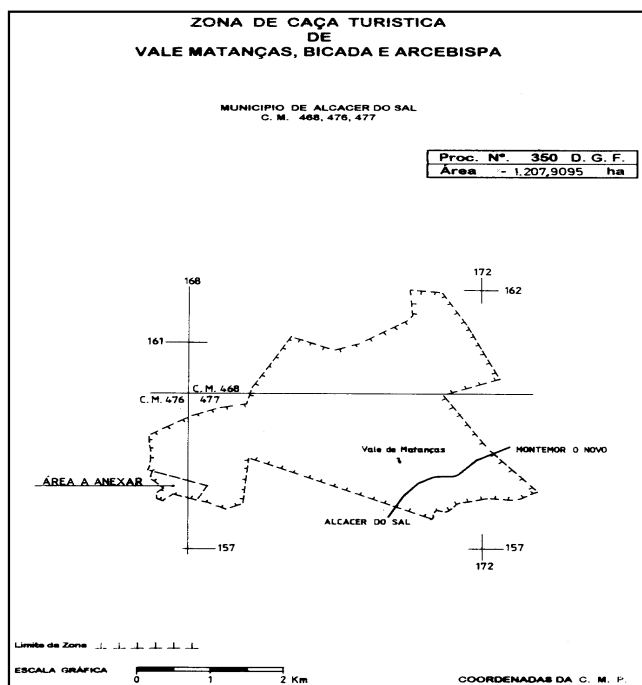 ZONA DE CAÇA TURISTICA
DE
VALE MATANÇAS, BICADA E ARCEBISPA
MUNICIPIO DE ALCACER DO SAL
C. M. 468, 476, 477
Proc. Nº. 350 D. G. F.
Área - 1.207,9095 ha
168
172
162
161
C. M. 468
C. M. 476
477
Vale de Matanças
MONTEMOR O NOVO
ÁREA A ANEXAR
ALCACER DO SAL
157
157
172
Limite da Zona
ESCALA GRÁFICA
0 1 2 Km
COORDENADAS DA C. M. P.